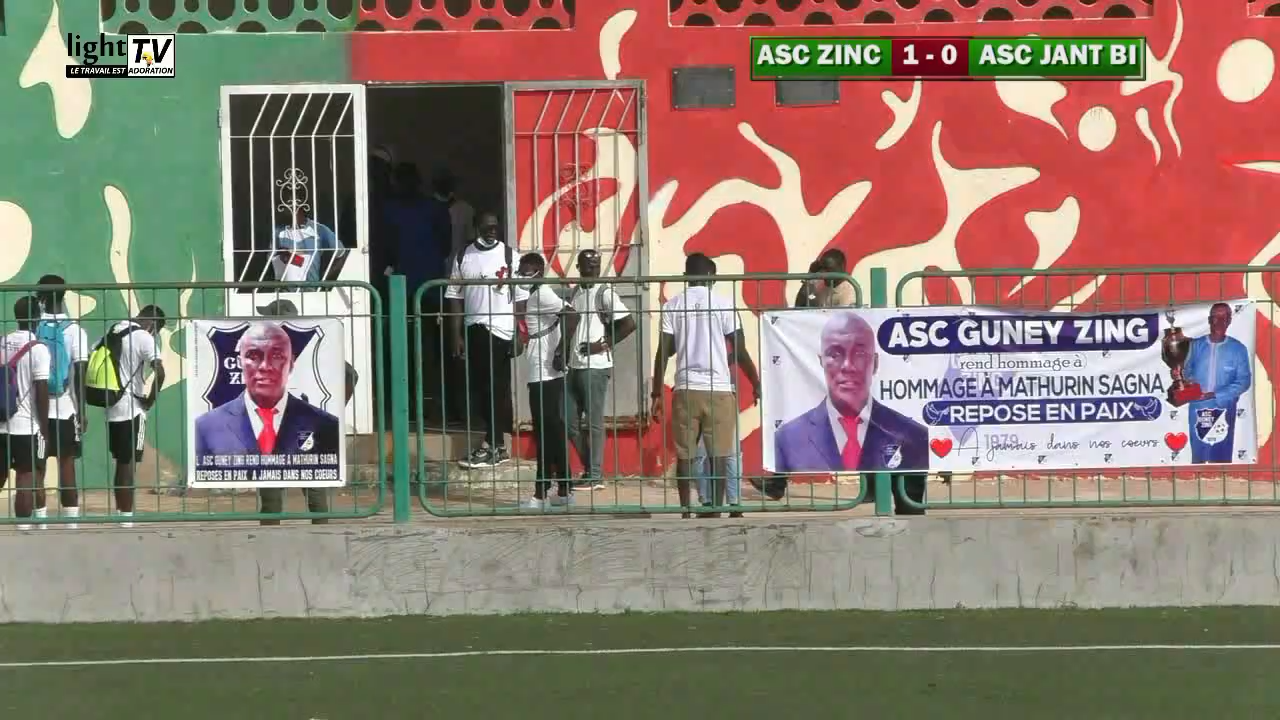 light TV
LE TRAVAIL EST ADORATION
ASC ZINC 1 - 0 ASC JANT BI
ASC GUNEY ZING
rend hommage à
HOMMAGE À MATHURIN SAGNA
REPOSE EN PAIX
1979
A jamais dans nos coeurs
L ASC GUNEY ZING REND HOMMAGE A MATHURIN SAGNA
REPOSES EN PAIX A JAMAIS DANS NOS COEURS